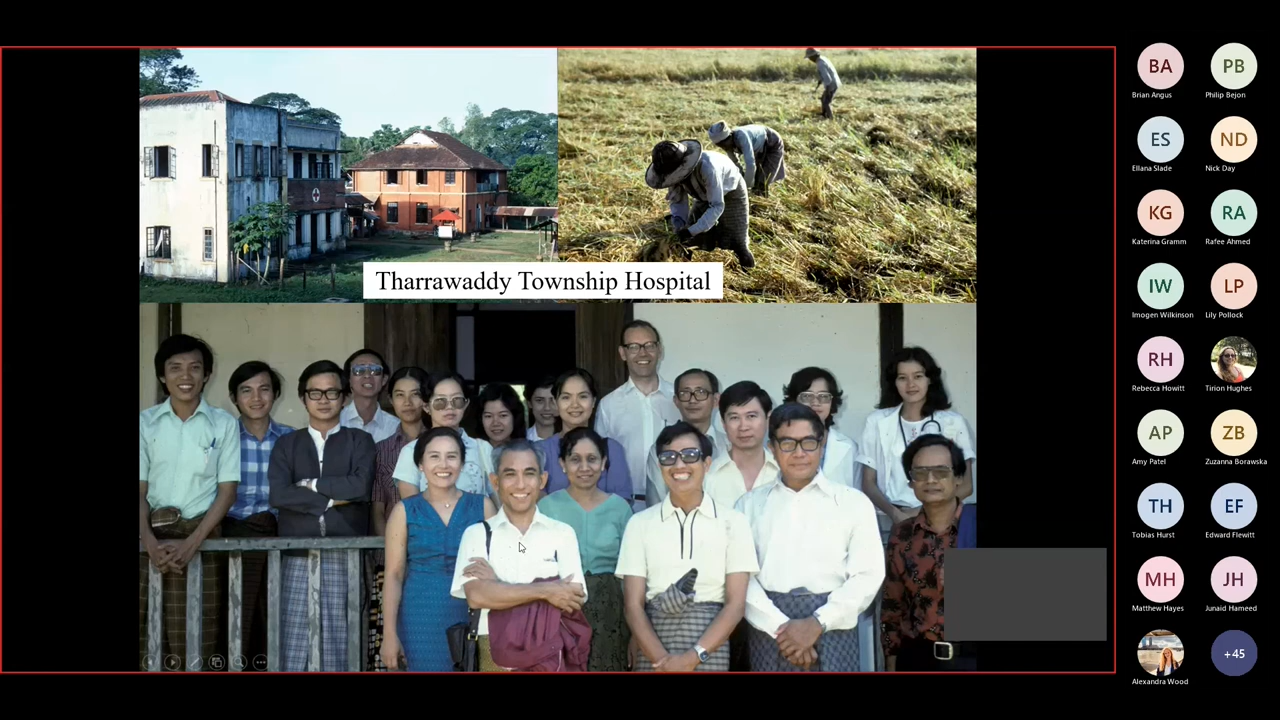 Tharrawaddy Township Hospital
BA
PB
Brian Angus
Philip Bejon
ES
ND
Ellana Slade
Nick Day
KG
RA
Katerina Gramm
Rafee Ahmed
IW
LP
Imogen Wilkinson
Lily Pollock
RH
Rebecca Howitt
Tirion Hughes
AP
ZB
Amy Patel
Zuzanna Borawska
TH
EF
Tobias Hurst
Edward Flewitt
MH
JH
Matthew Hayes
Junaid Hameed
+45
Alexandra Wood